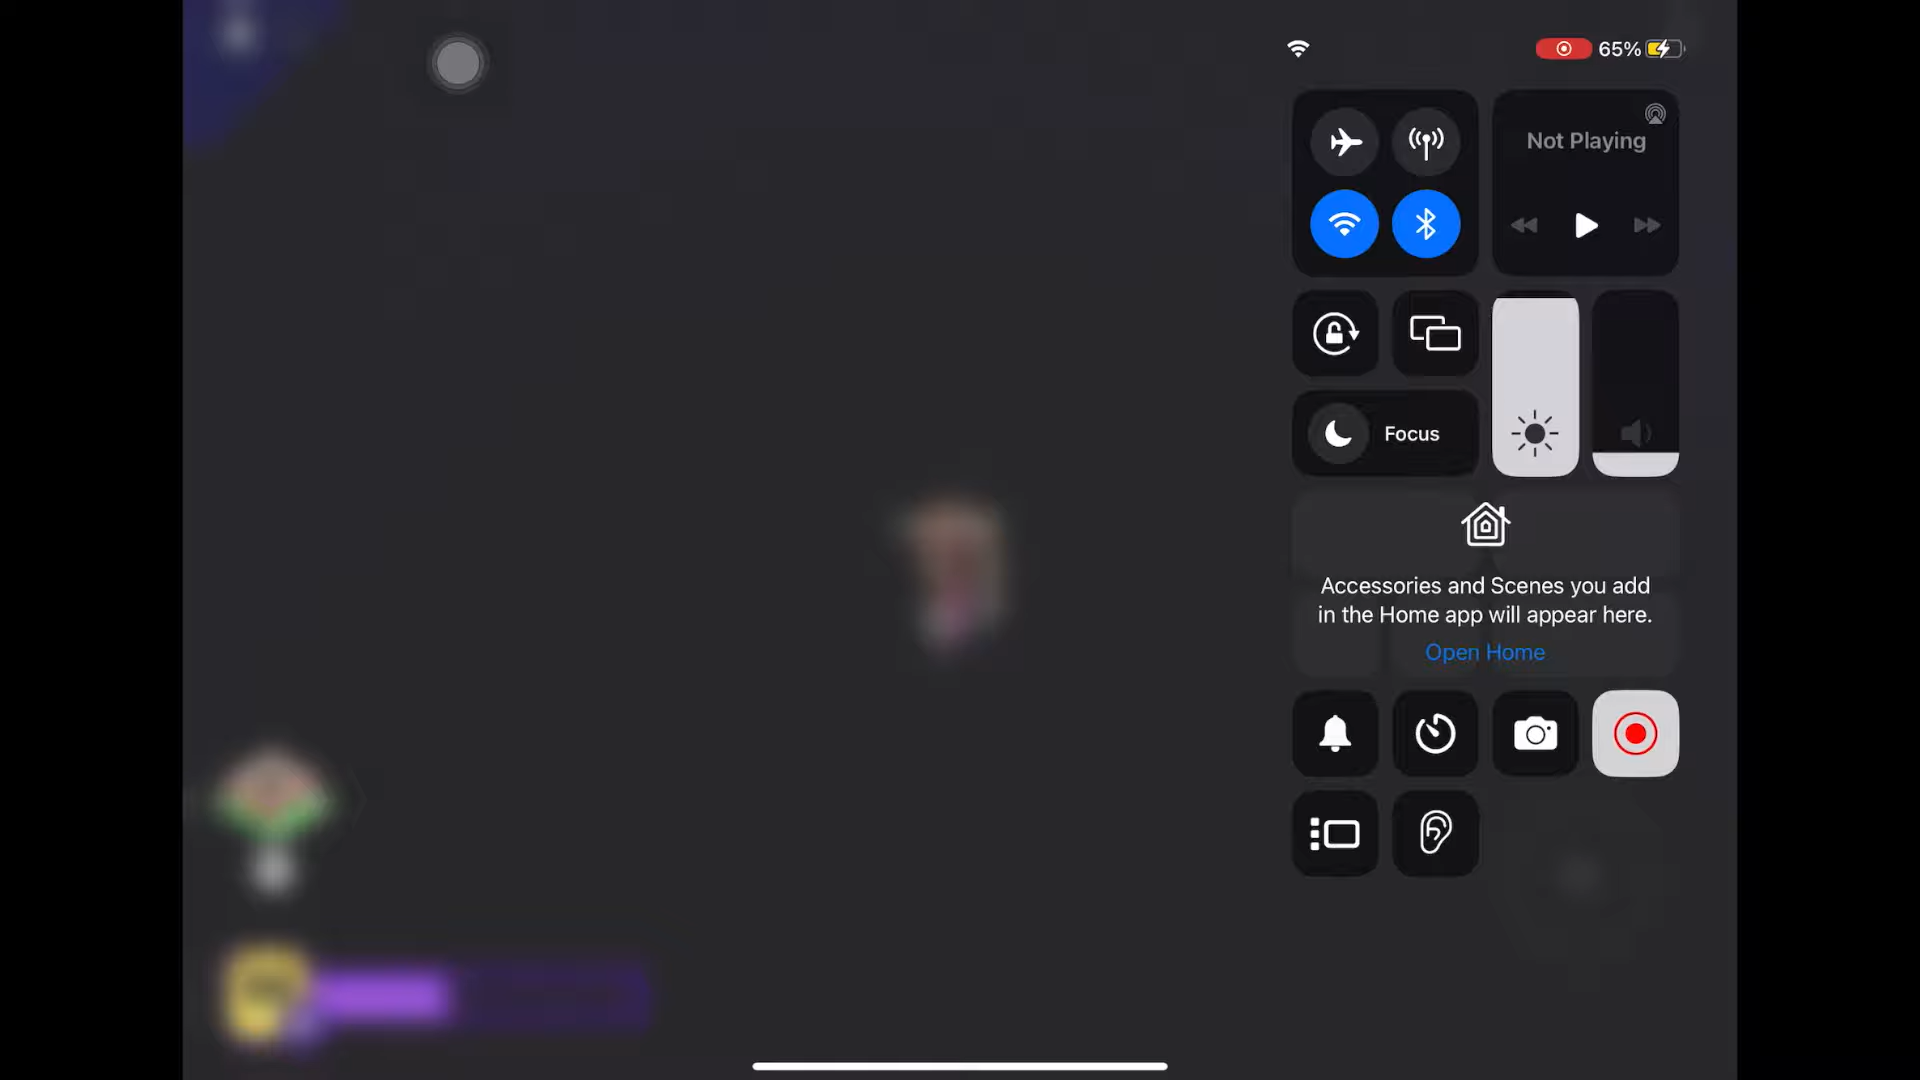 65%
Not Playing
Focus
Accessories and Scenes you add
in the Home app will appear here.
Open Home